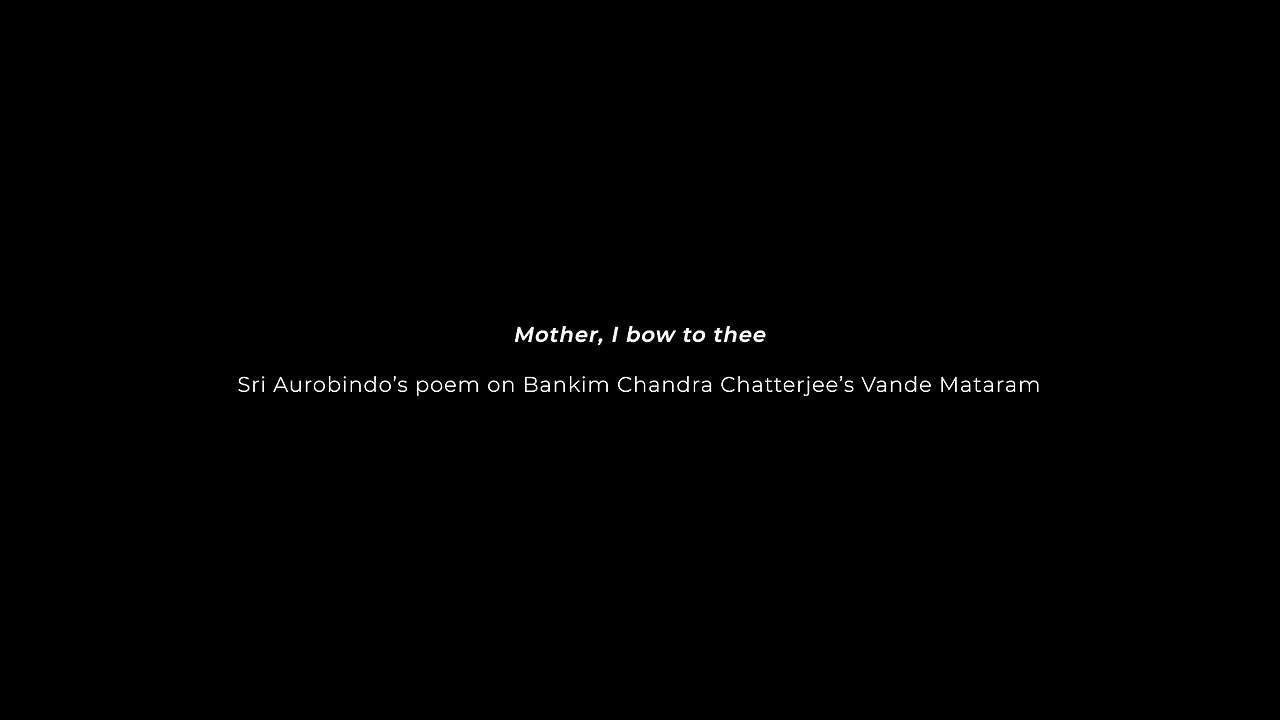 Mother, I bow to thee
Sri Aurobindo’s poem on Bankim Chandra Chatterjee’s Vande Mataram